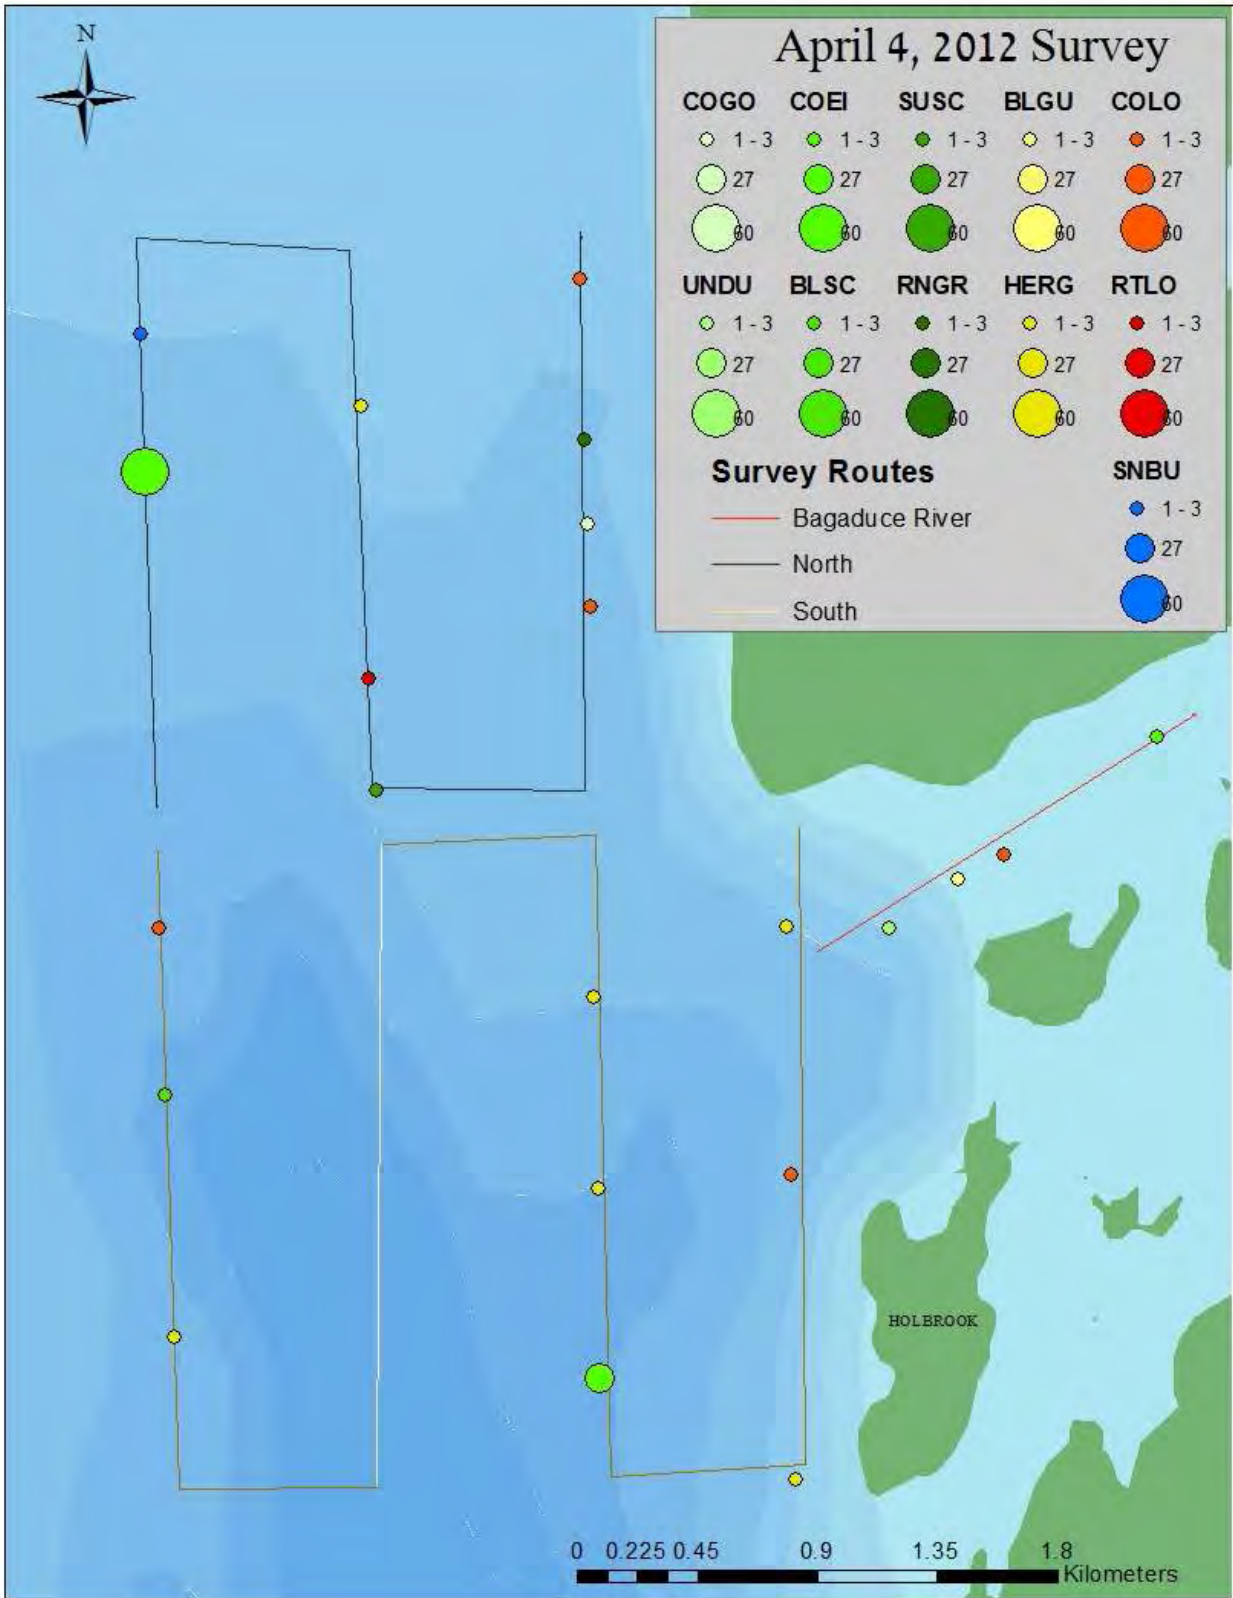 N
April 4, 2012 Survey
COGO COEI SUSC BLGU COLO
1 - 3 1 - 3 1 - 3 1 - 3 1 - 3
27 27 27 27 27
60 60 60 60 60
UNDU BLSC RNGR HERG RTLO
1 - 3 1 - 3 1 - 3 1 - 3 1 - 3
27 27 27 27 27
60 60 60 60 60
Survey Routes SNBU
1 - 3
Bagaduce River
27
North
60
South
HOLBROOK
0 0.225 0.45 0.9 1.35 1.8
Kilometers